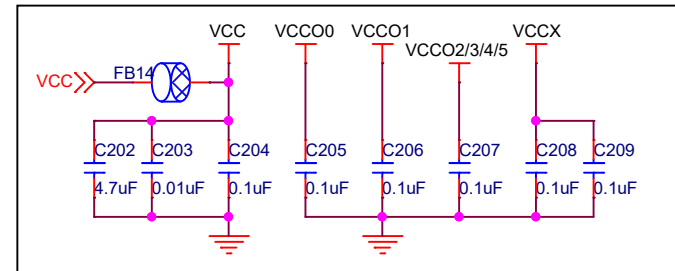 VCC VCCO0 VCCO1 VCCX
VCCO2/3/4/5
VCC FB14
C202 C203 C204 C205 C206 C207 C208 C209
4.7uF 0.01uF 0.1uF 0.1uF 0.1uF 0.1uF 0.1uF 0.1uF